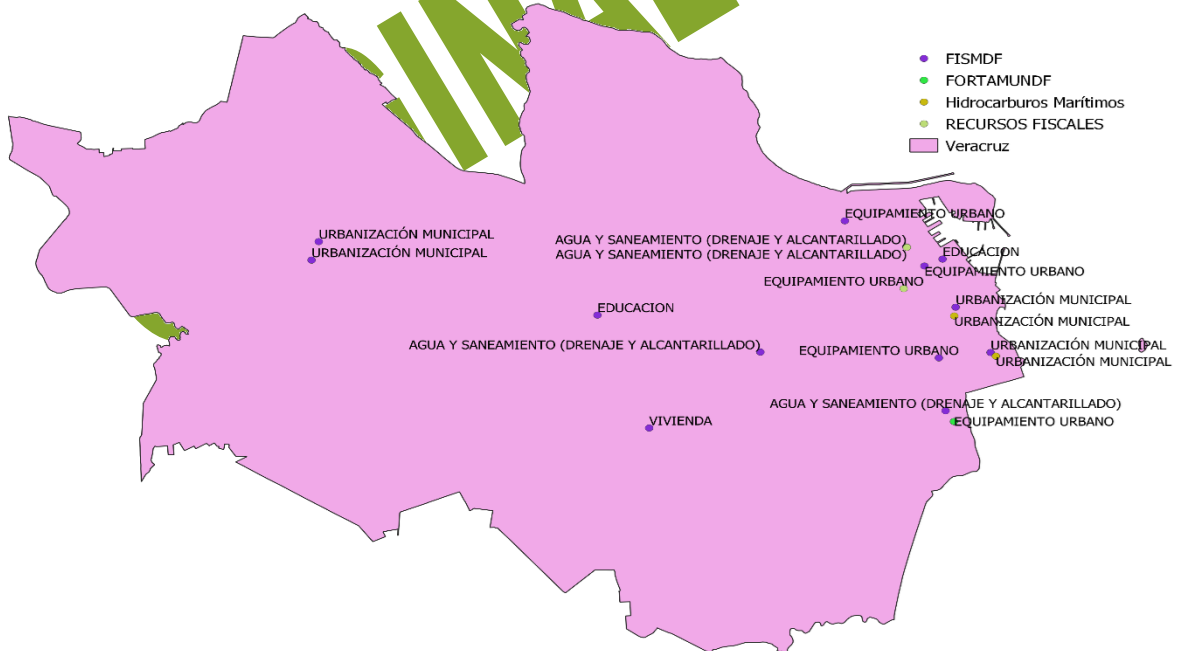 FISMDF
FORTAMUNDF
Hidrocarburos Marítimos
RECURSOS FISCALES
Veracruz
EQUIPAMIENTO URBANO
URBANIZACIÓN MUNICIPAL
AGUA Y SANEAMIENTO (DRENAJE Y ALCANTARILLADO)
URBANIZACIÓN MUNICIPAL
AGUA Y SANEAMIENTO (DRENAJE Y ALCANTARILLADO)
EDUCACION
EQUIPAMIENTO URBANO
EQUIPAMIENTO URBANO
URBANIZACIÓN MUNICIPAL
EDUCACION
URBANIZACIÓN MUNICIPAL
AGUA Y SANEAMIENTO (DRENAJE Y ALCANTARILLADO)
EQUIPAMIENTO URBANO
URBANIZACIÓN MUNICIPAL
URBANIZACIÓN MUNICIPAL
AGUA Y SANEAMIENTO (DRENAJE Y ALCANTARILLADO)
VIVIENDA
EQUIPAMIENTO URBANO